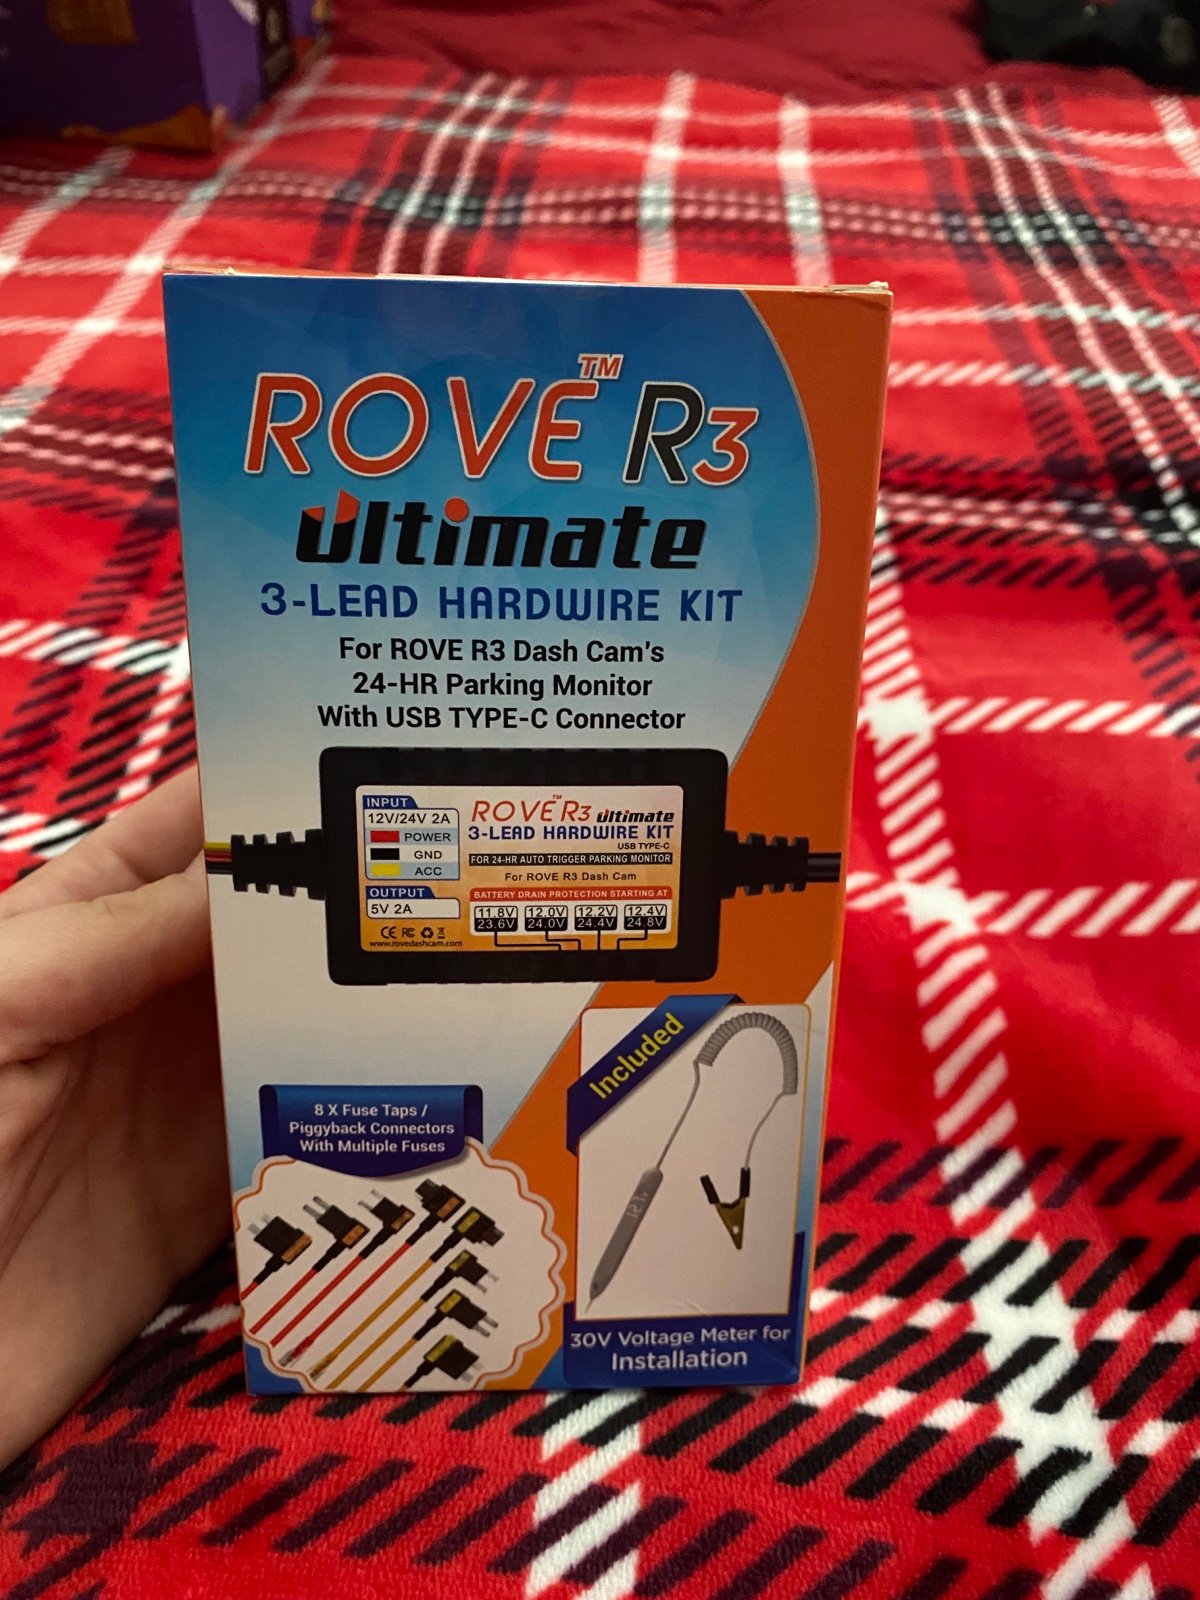 ROVE™ R3
Ultimate
3-LEAD HARDWIRE KIT
For ROVE R3 Dash Cam's
24-HR Parking Monitor
With USB TYPE-C Connector
INPUT
12V/24V 2A
POWER
GND
ACC
OUTPUT
5V 2A
CE FC
www.rovedashcam.com
ROVE™ R3 Ultimate
3-LEAD HARDWIRE KIT
USB TYPE-C
FOR 24-HR AUTO TRIGGER PARKING MONITOR
For ROVE R3 Dash Cam
BATTERY DRAIN PROTECTION STARTING AT
11.8V 12.0V 12.2V 12.4V
23.6V 24.0V 24.4V 24.8V
Included
8 X Fuse Taps /
Piggyback Connectors
With Multiple Fuses
30V Voltage Meter for
Installation